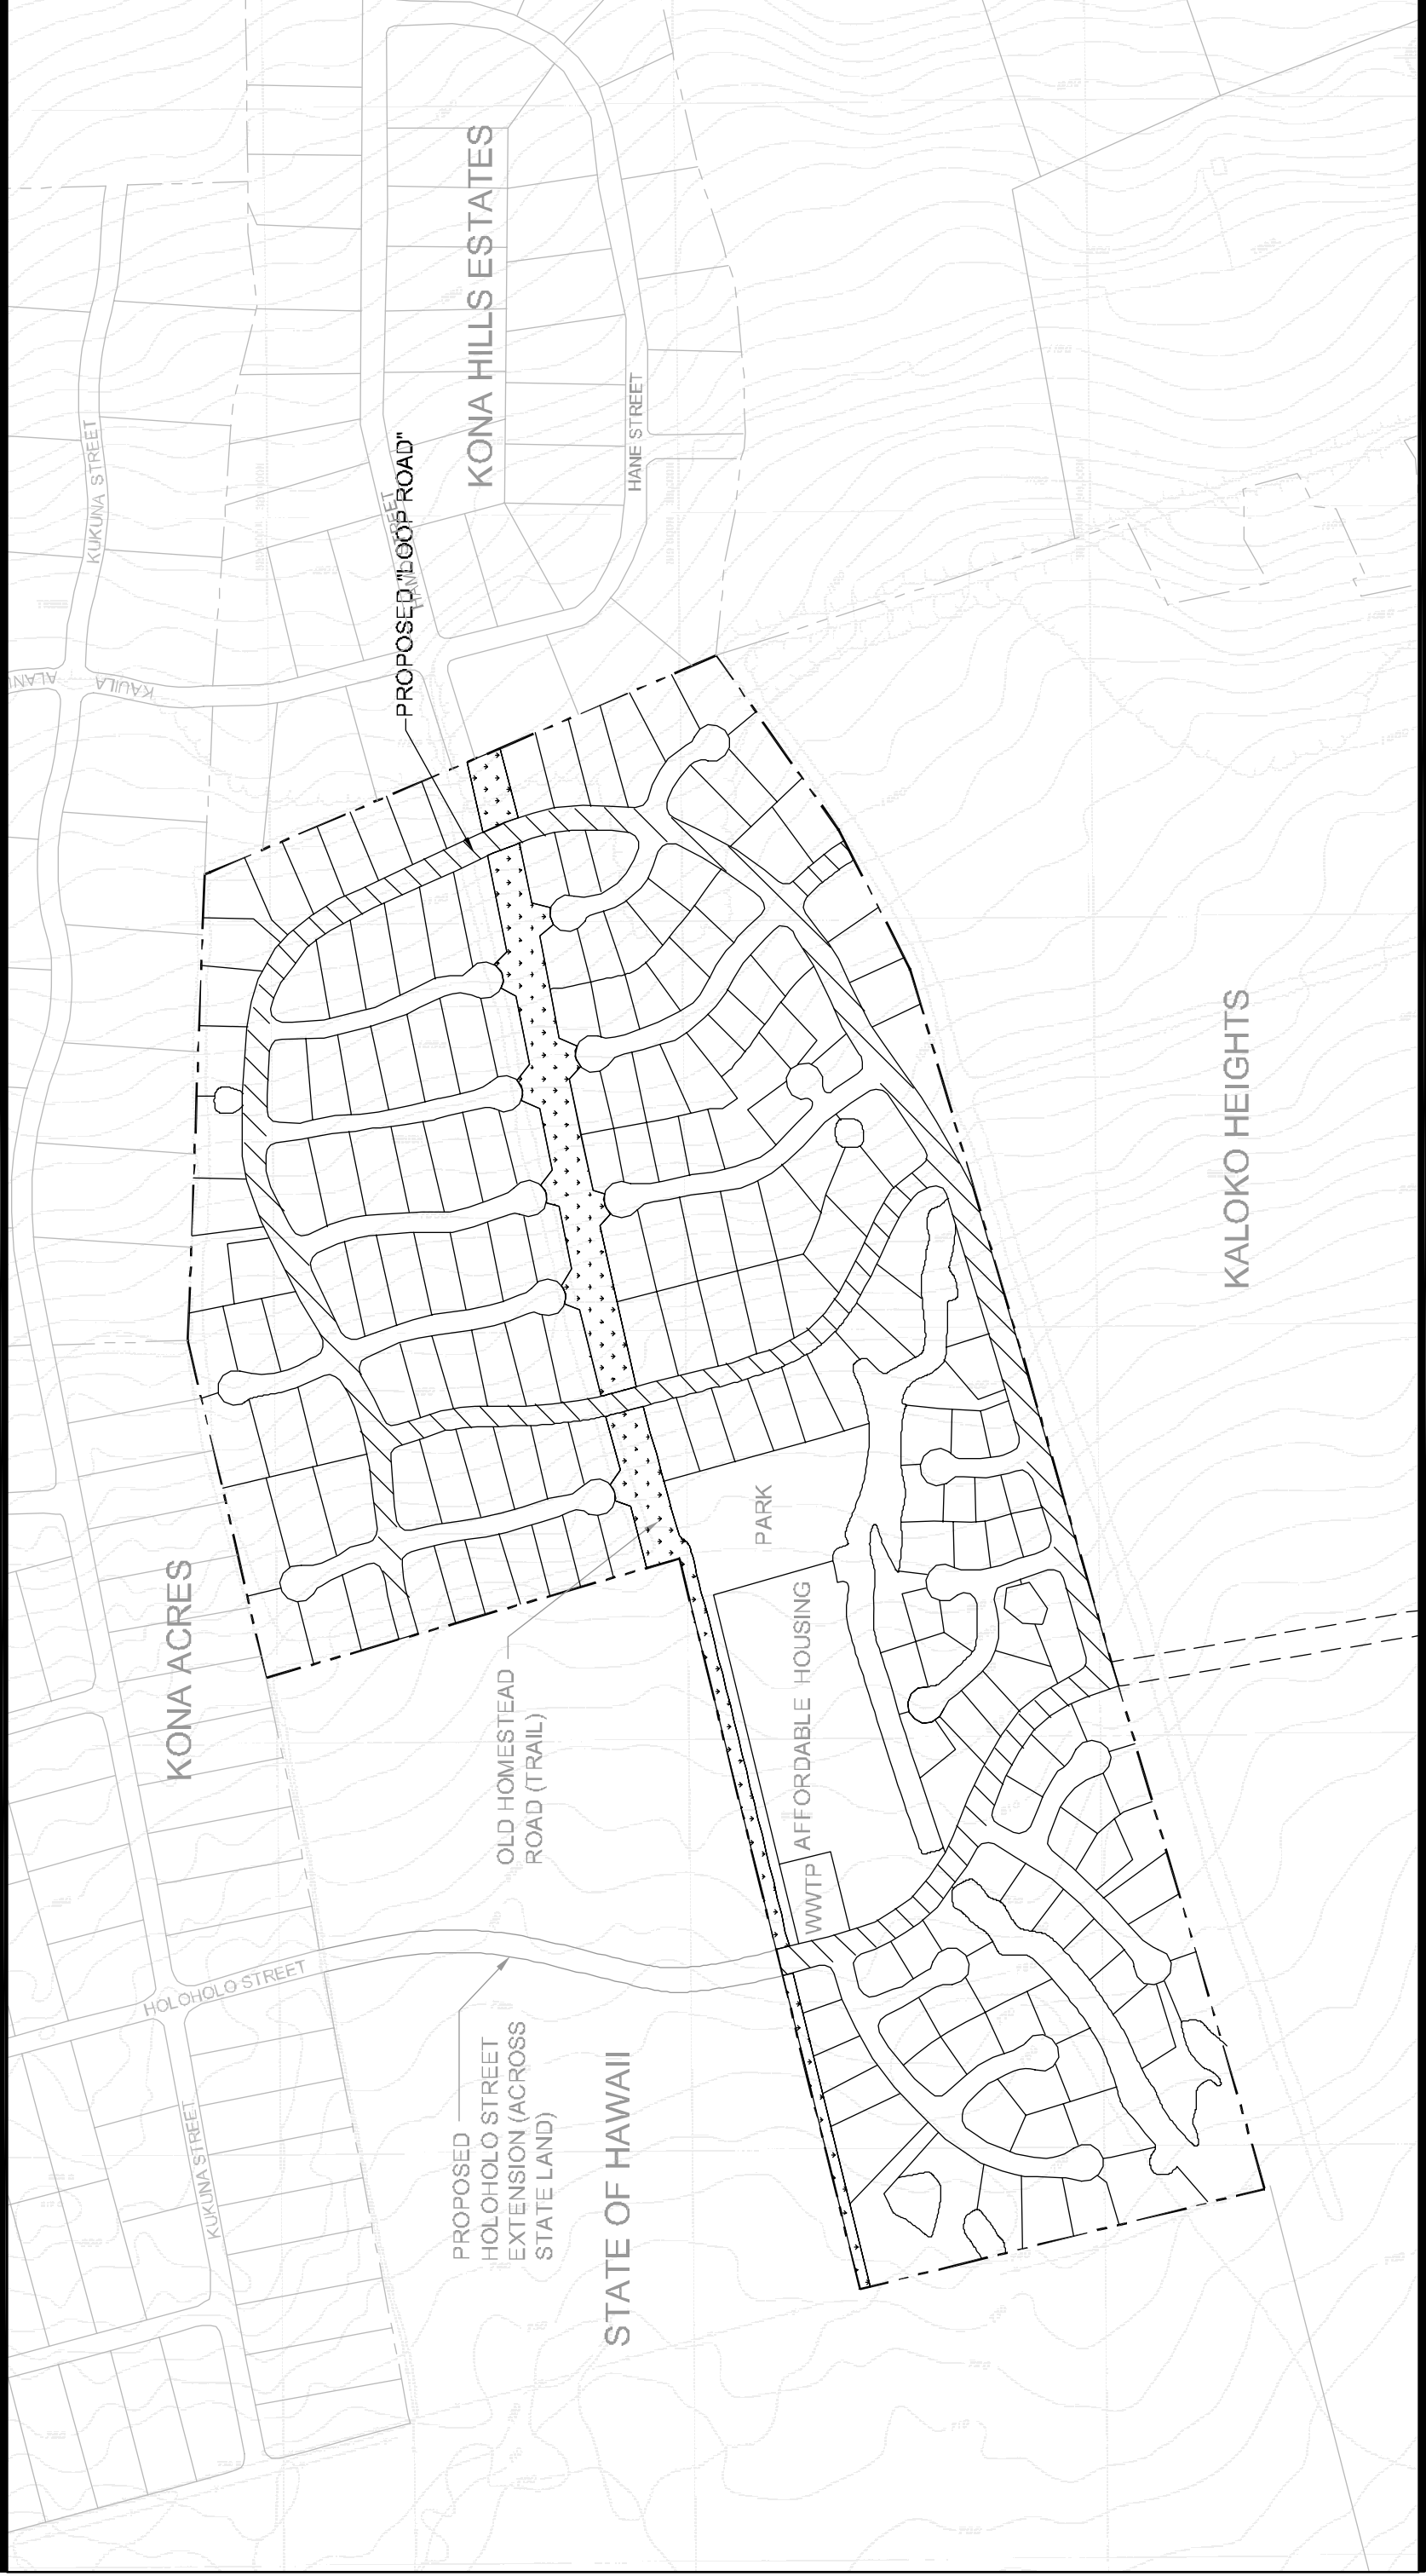 KUKUNA STREET
KONA HILLS ESTATES
HANE STREET
PROPOSED "LOOP ROAD"
KAUILA
KALOKO HEIGHTS
KONA ACRES
PARK
AFFORDABLE HOUSING
WWTP
OLD HOMESTEAD
ROAD (TRAIL)
HOLOHOLO STREET
KUKUNA STREET
PROPOSED
HOLOHOLO STREET
EXTENSION (ACROSS
STATE LAND)
STATE OF HAWAII